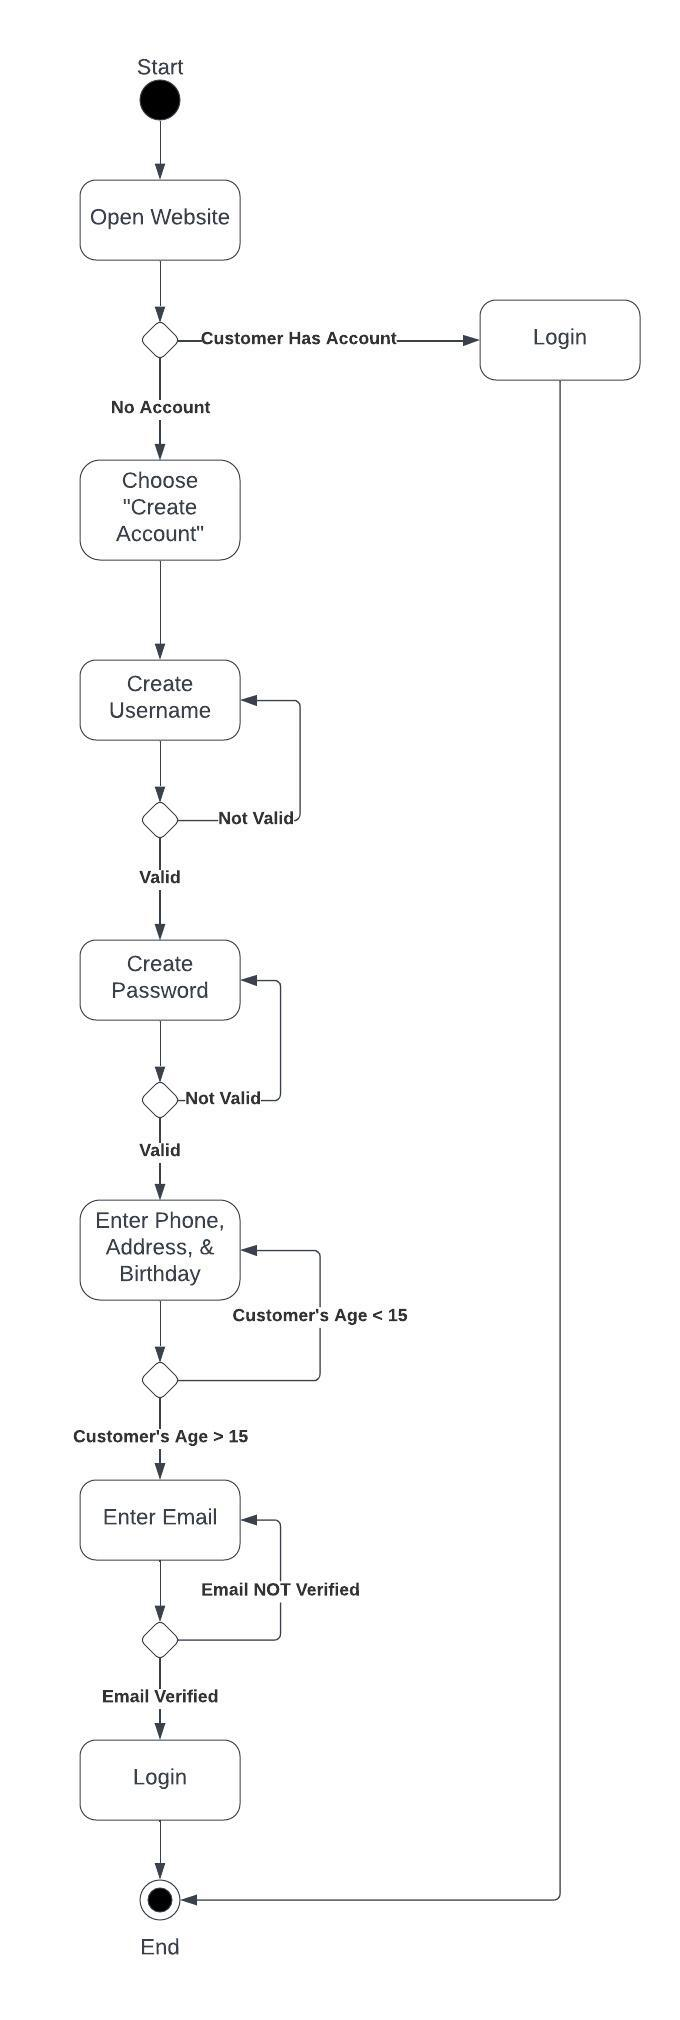 Start
Open Website
Customer Has Account
Login
No Account
Choose
"Create
Account"
Create
Username
Not Valid
Valid
Create
Password
Not Valid
Valid
Enter Phone,
Address, &
Birthday
Customer's Age < 15
Customer's Age > 15
Enter Email
Email NOT Verified
Email Verified
Login
End